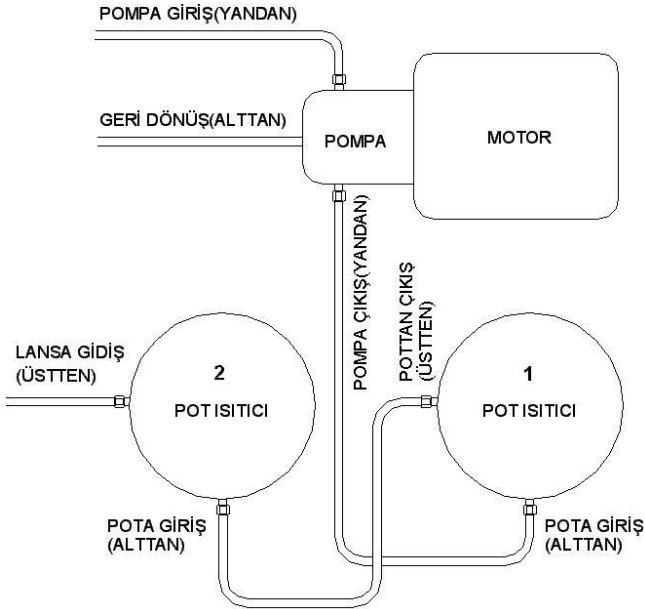 POMPA GİRİŞ(YANDAN)
GERİ DÖNÜŞ(ALTTAN)
POMPA
MOTOR
POMPA ÇIKIŞ(YANDAN)
POTTAN ÇIKIŞ
(ÜSTTEN)
LANSA GİDİŞ
(ÜSTTEN)
2
POT ISITICI
1
POT ISITICI
POTA GİRİŞ
(ALTTAN)
POTA GİRİŞ
(ALTTAN)